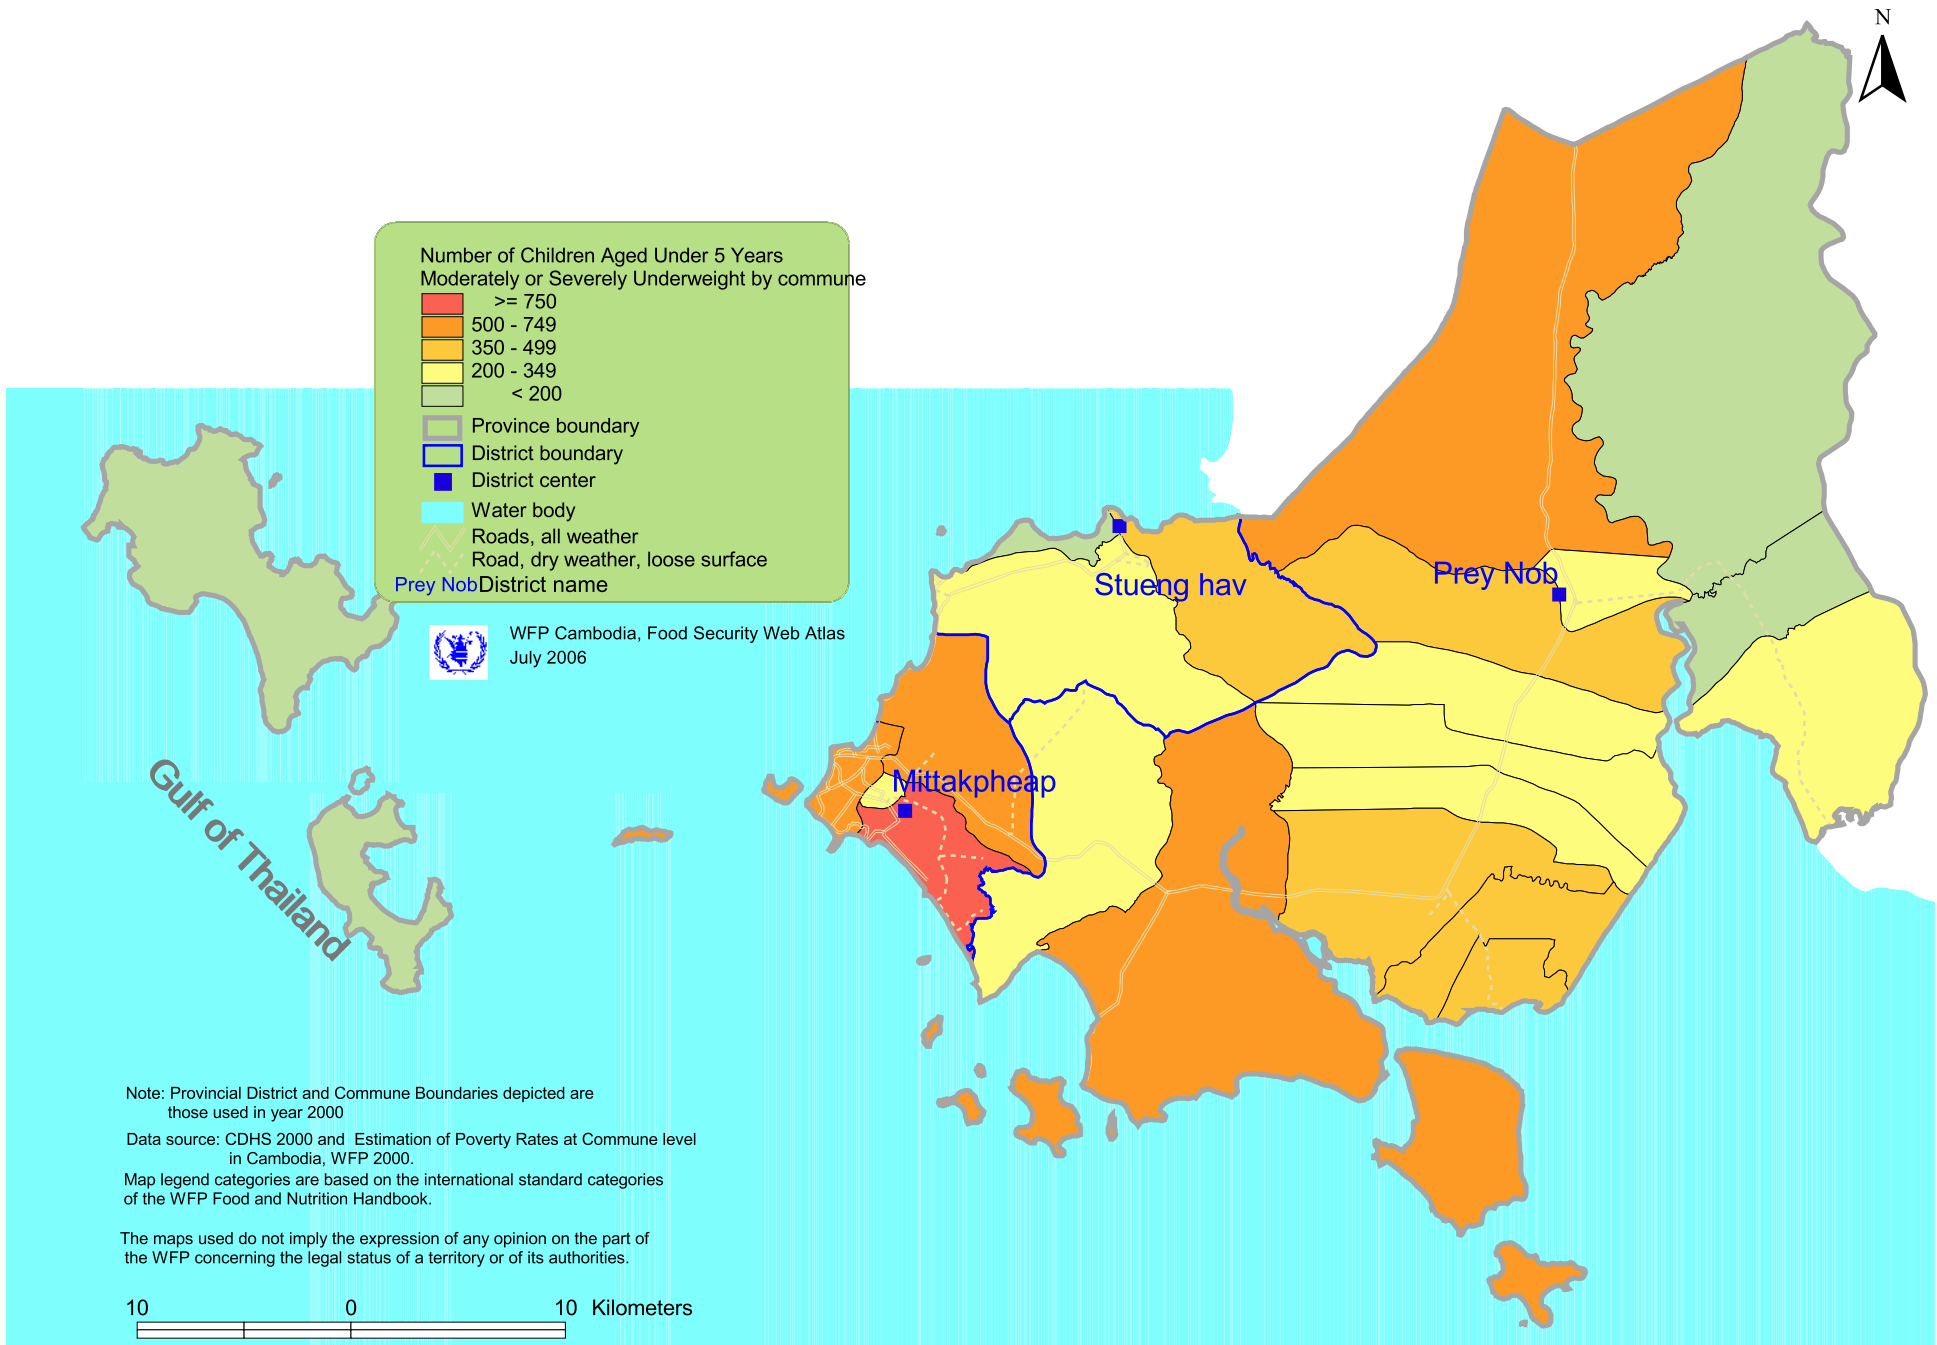 N
Number of Children Aged Under 5 Years
Moderately or Severely Underweight by commune
>= 750
500 - 749
350 - 499
200 - 349
< 200
Province boundary
District boundary
District center
Water body
Roads, all weather
Road, dry weather, loose surface
Prey Nob District name
WFP Cambodia, Food Security Web Atlas
July 2006
Stueng hav
Prey Nob
Mittakpheap
Gulf of Thailand
Note: Provincial District and Commune Boundaries depicted are
those used in year 2000
Data source: CDHS 2000 and Estimation of Poverty Rates at Commune level
in Cambodia, WFP 2000.
Map legend categories are based on the international standard categories
of the WFP Food and Nutrition Handbook.
The maps used do not imply the expression of any opinion on the part of
the WFP concerning the legal status of a territory or of its authorities.
10 0 10 Kilometers